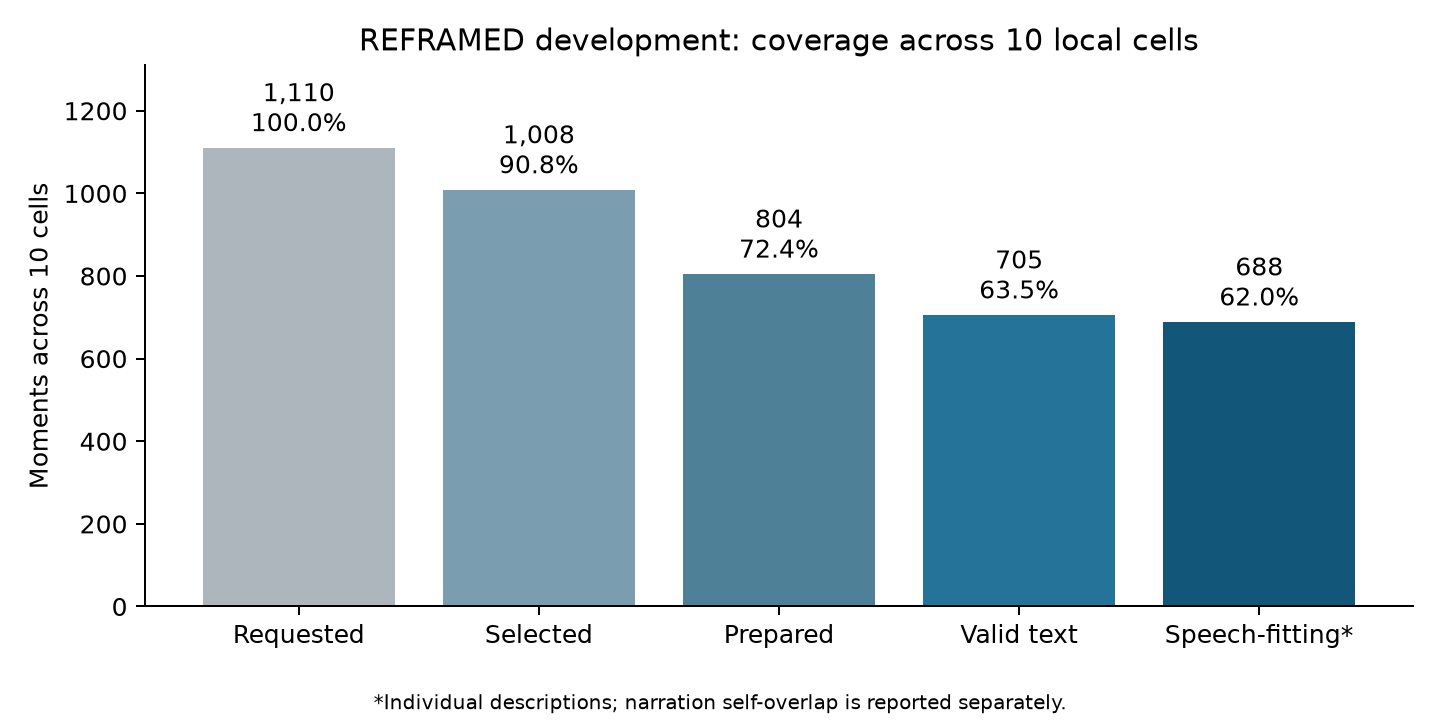 REFRAMED development: coverage across 10 local cells
Moments across 10 cells
1200
1000
800
600
400
200
0
1,110
100.0%
1,008
90.8%
804
72.4%
705
63.5%
688
62.0%
Requested
Selected
Prepared
Valid text
Speech-fitting*
*Individual descriptions; narration self-overlap is reported separately.